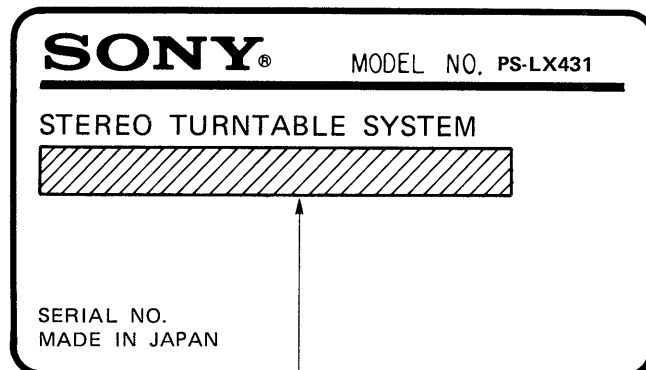 SONY® MODEL NO. PS-LX431
STEREO TURNTABLE SYSTEM
SERIAL NO.
MADE IN JAPAN